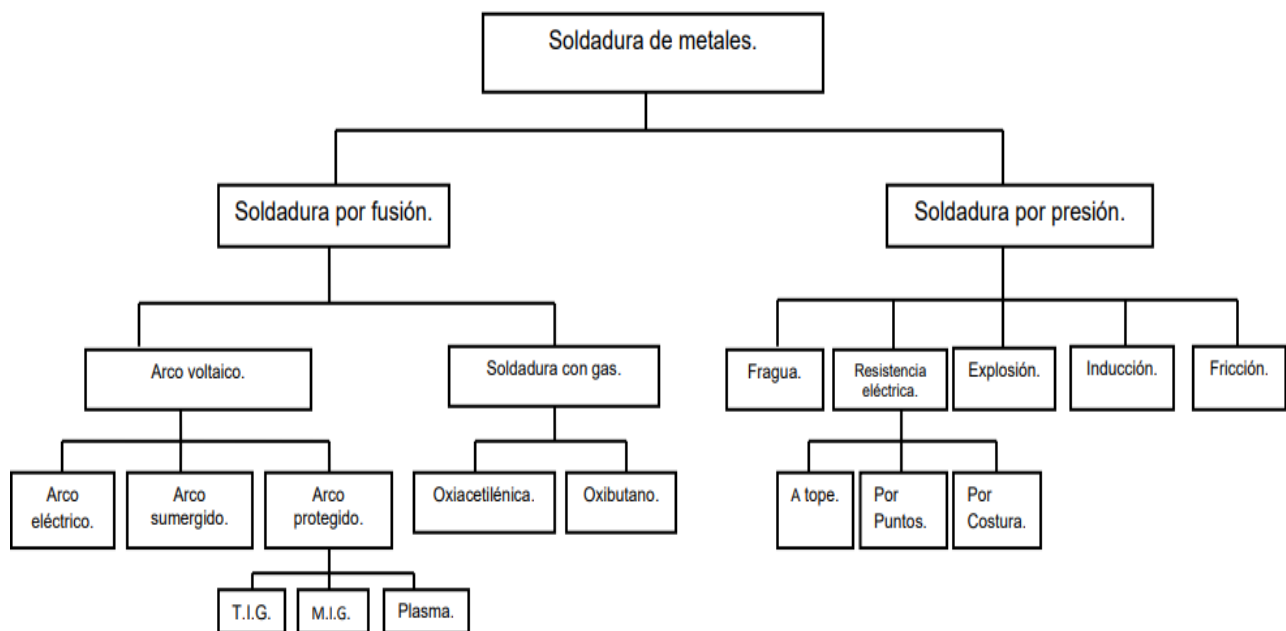 Soldadura de metales.
Soldadura por fusión.
Soldadura por presión.
Arco voltaico.
Soldadura con gas.
Fragua.
Resistencia
eléctrica.
Explosión.
Inducción.
Fricción.
Arco
eléctrico.
Arco
sumergido.
Arco
protegido.
Oxiacetilénica.
Oxibutano.
A tope.
Por
Puntos.
Por
Costura.
T.I.G.
M.I.G.
Plasma.